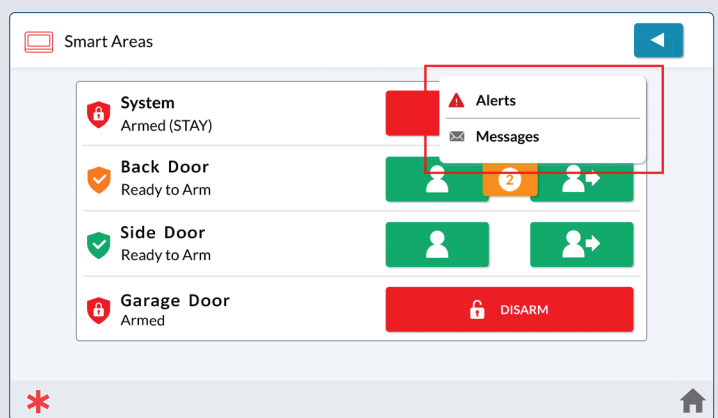 Smart Areas
Alerts
Messages
System
Armed (STAY)
Back Door
Ready to Arm
2
Side Door
Ready to Arm
Garage Door
Armed
DISARM